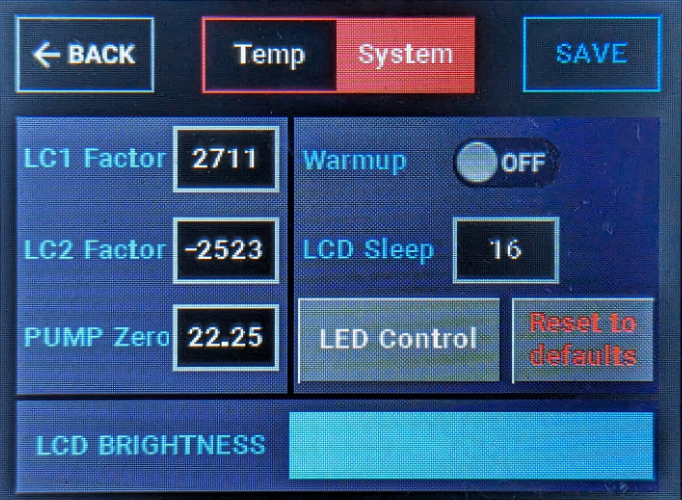 ← BACK
Temp
System
SAVE
LC1 Factor 2711
Warmup OFF
LC2 Factor -2523
LCD Sleep 16
PUMP Zero 22.25
LED Control
Reset to
defaults
LCD BRIGHTNESS